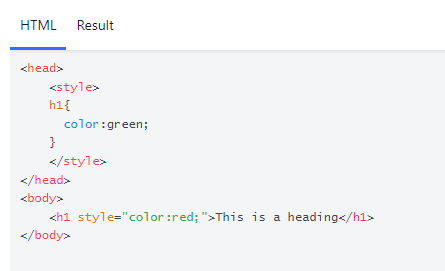 HTML Result
<head>
<style>
h1{
color:green;
}
</style>
</head>
<body>
<h1 style="color:red;">This is a heading</h1>
</body>